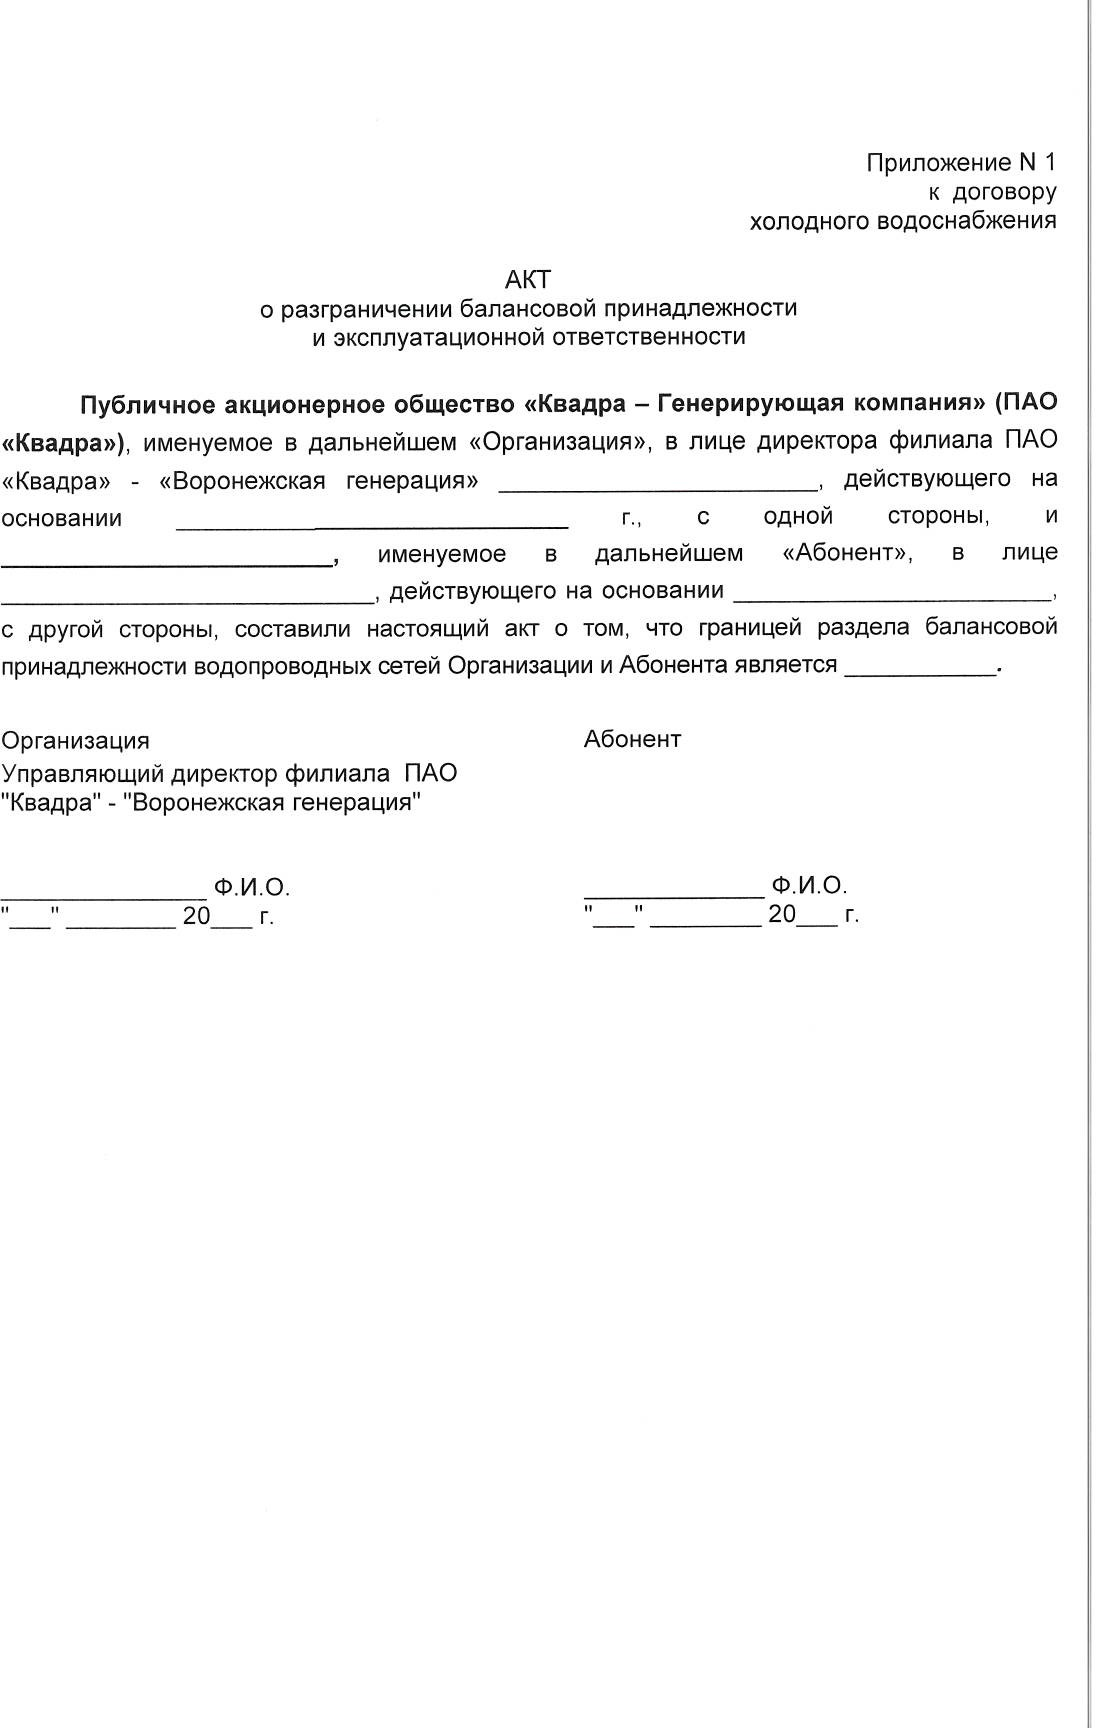 Приложение N 1
к договору
холодного водоснабжения
АКТ
о разграничении балансовой принадлежности
и эксплуатационной ответственности
Публичное акционерное общество «Квадра – Генерирующая компания» (ПАО
«Квадра»), именуемое в дальнейшем «Организация», в лице директора филиала ПАО
«Квадра» - «Воронежская генерация» _______________________, действующего на
основании ____________________________ г., с одной стороны, и
________________________, именуемое в дальнейшем «Абонент», в лице
___________________________, действующего на основании _______________________,
с другой стороны, составили настоящий акт о том, что границей раздела балансовой
принадлежности водопроводных сетей Организации и Абонента является ___________.
Организация
Управляющий директор филиала ПАО
"Квадра" - "Воронежская генерация"
_______________ Ф.И.О.
"___" ________ 20___ г.
Абонент
_____________ Ф.И.О.
"___" ________ 20___ г.